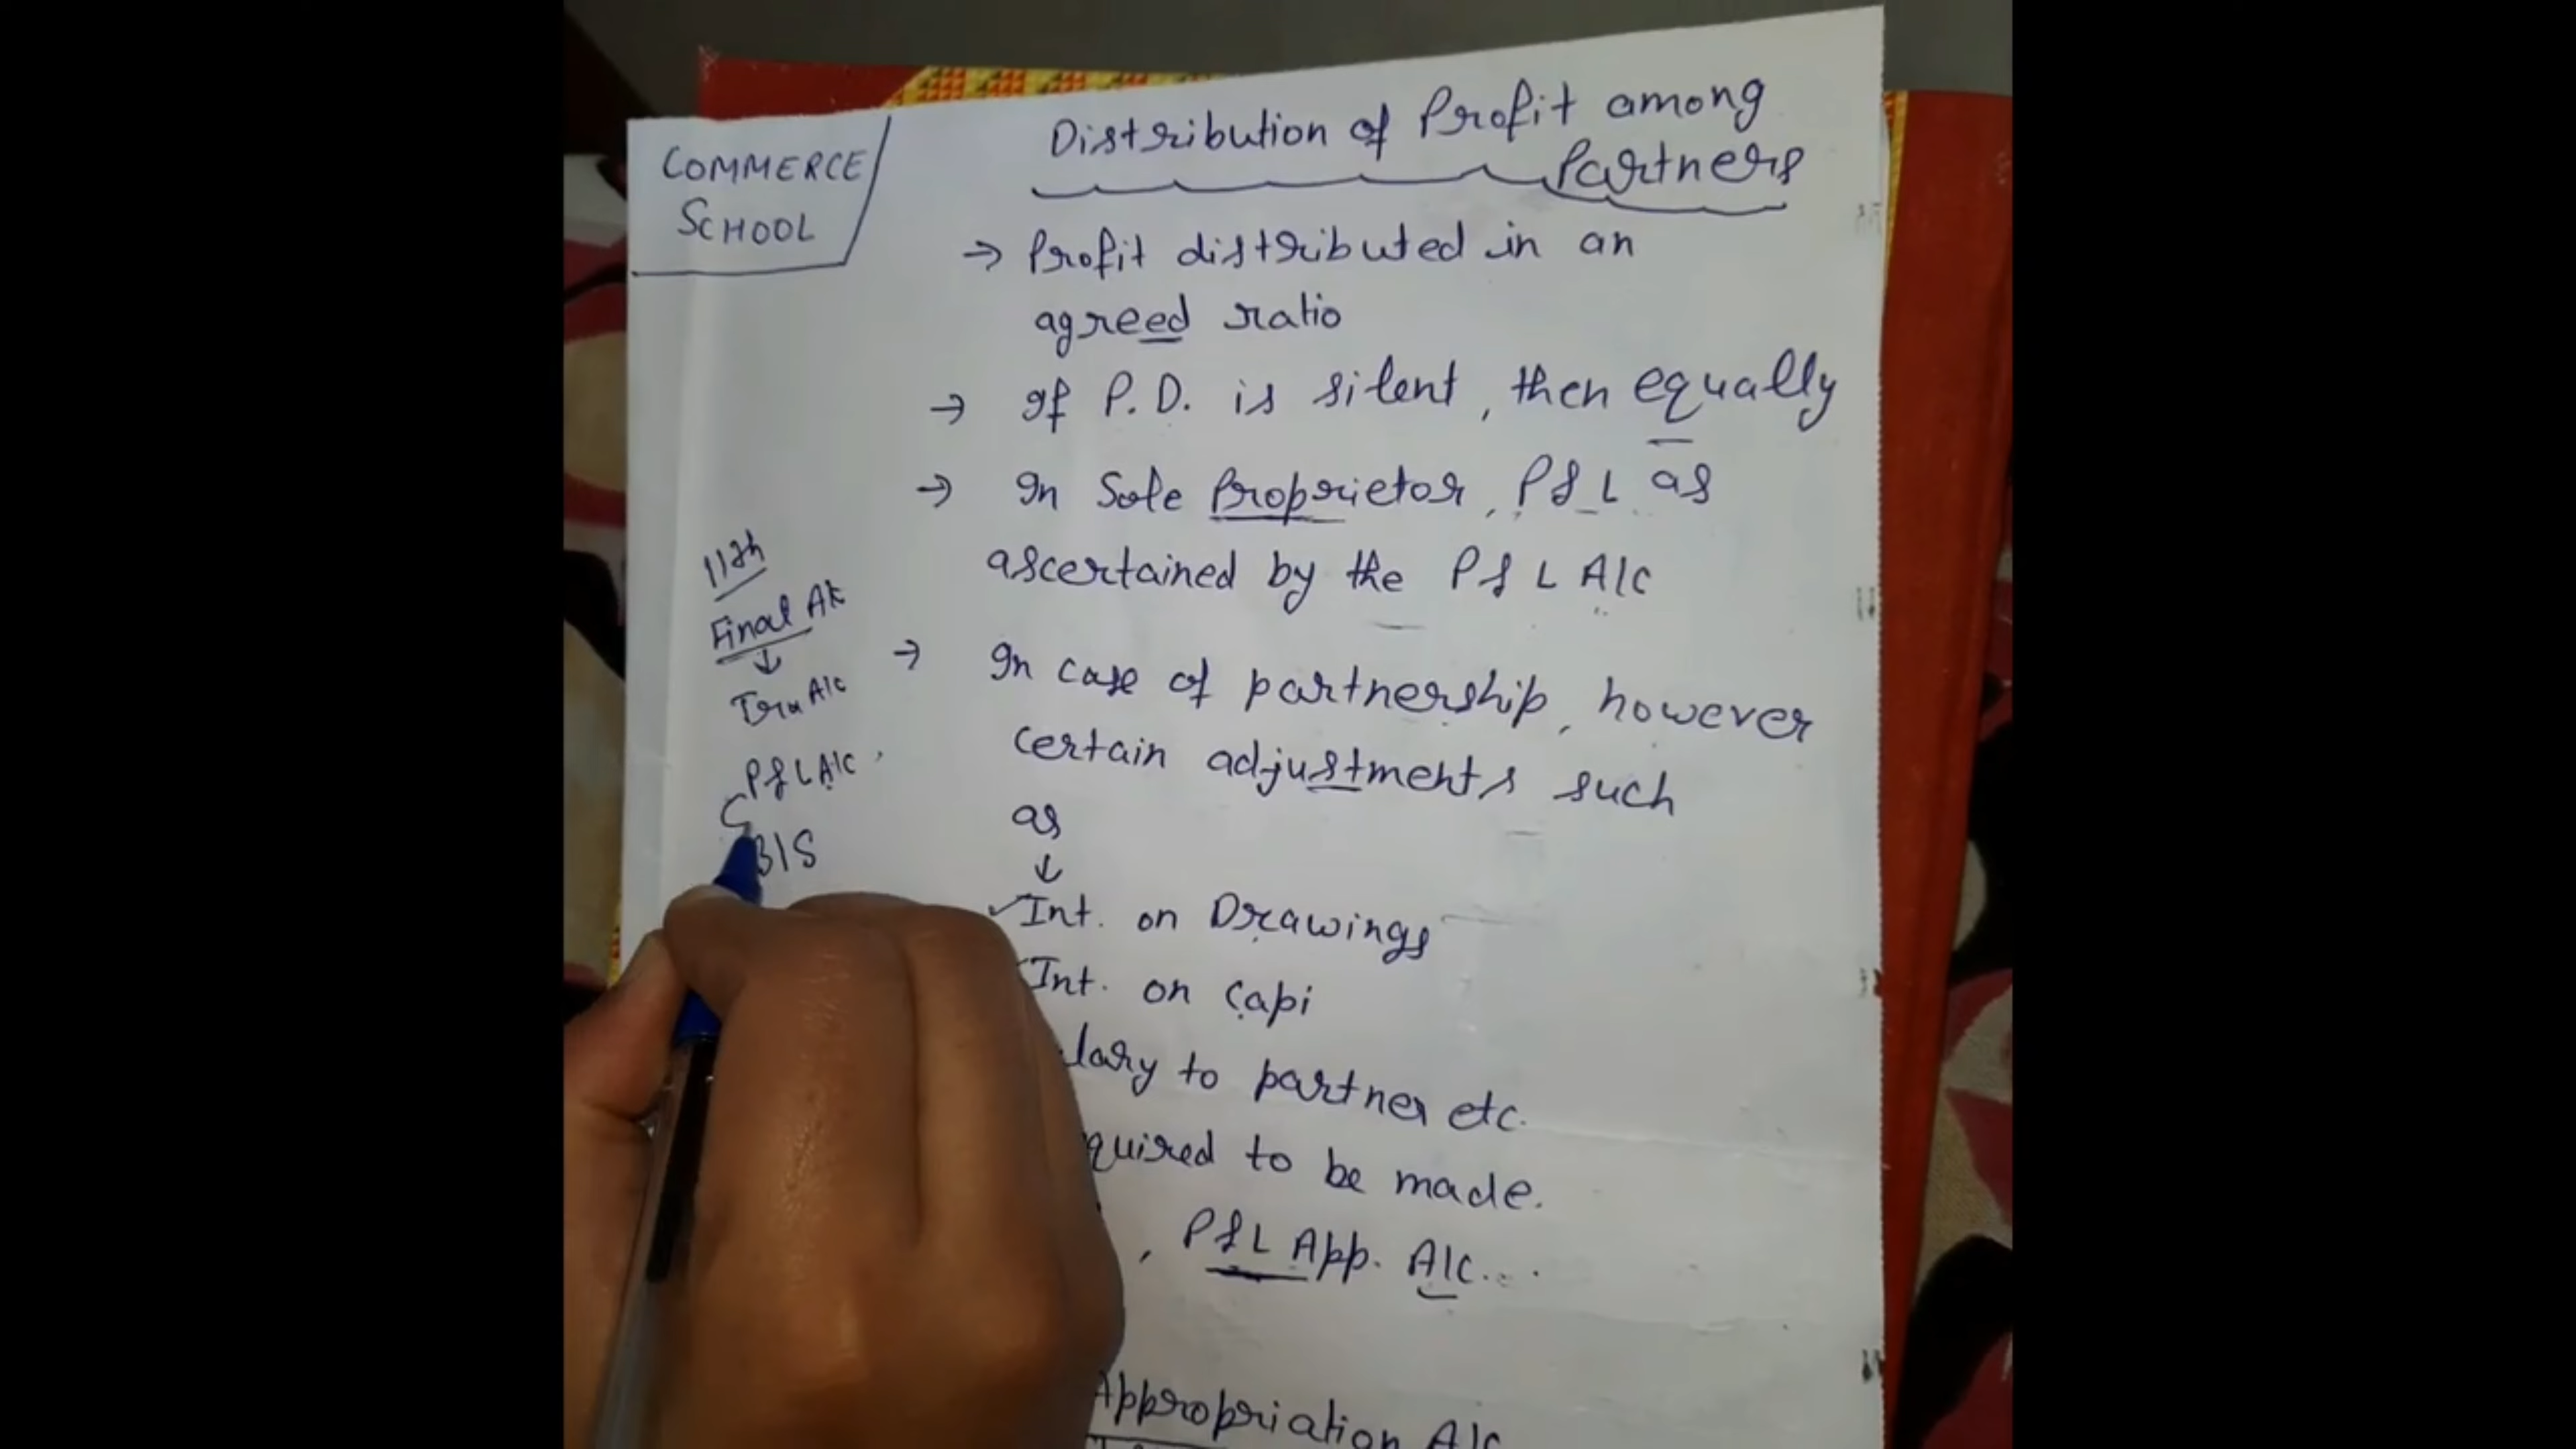 COMMERCE
SCHOOL
Distribution of Profit among
Partners
→ Profit distributed in an
agreed ratio
→ If P.D. is silent, then equally
→ In Sole Proprietor, P&L as
ascertained by the P&L A/C
→ In case of partnership, however
certain adjustments such
as
↓
✓Int. on Drawings
Int. on Capi
lary to partner etc.
quired to be made.
, P&L App. A/C...
Appropriation A/C
11th
Final A/c
↓
A/c
P&L A/C
B/S